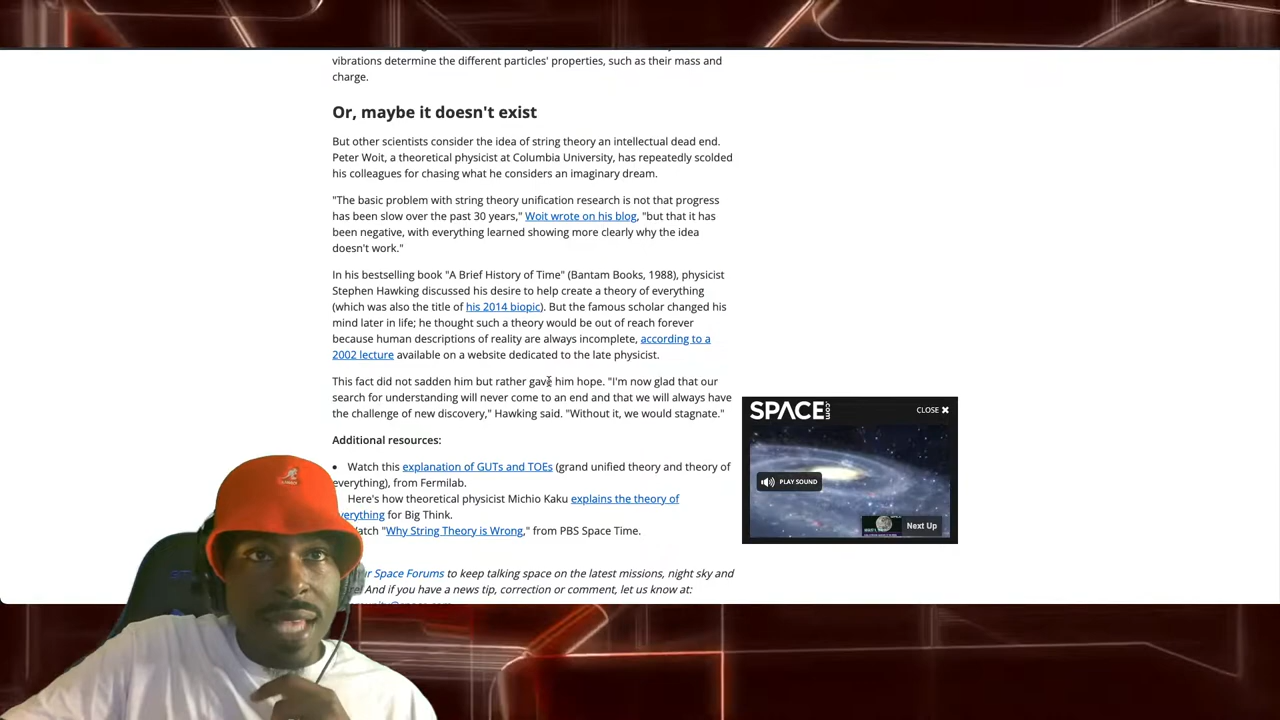 vibrations determine the different particles' properties, such as their mass and
charge.
Or, maybe it doesn't exist
But other scientists consider the idea of string theory an intellectual dead end.
Peter Woit, a theoretical physicist at Columbia University, has repeatedly scolded
his colleagues for chasing what he considers an imaginary dream.
"The basic problem with string theory unification research is not that progress
has been slow over the past 30 years," Woit wrote on his blog, "but that it has
been negative, with everything learned showing more clearly why the idea
doesn't work."
In his bestselling book "A Brief History of Time" (Bantam Books, 1988), physicist
Stephen Hawking discussed his desire to help create a theory of everything
(which was also the title of his 2014 biopic). But the famous scholar changed his
mind later in life; he thought such a theory would be out of reach forever
because human descriptions of reality are always incomplete, according to a
2002 lecture available on a website dedicated to the late physicist.
This fact did not sadden him but rather gave him hope. "I'm now glad that our
search for understanding will never come to an end and that we will always have
the challenge of new discovery," Hawking said. "Without it, we would stagnate."
Additional resources:
• Watch this explanation of GUTs and TOEs (grand unified theory and theory of
everything), from Fermilab.
Here's how theoretical physicist Michio Kaku explains the theory of
everything for Big Think.
Watch "Why String Theory is Wrong," from PBS Space Time.
Space Forums to keep talking space on the latest missions, night sky and
And if you have a news tip, correction or comment, let us know at:
SPACE.com
CLOSE ✖
PLAY SOUND
Next Up